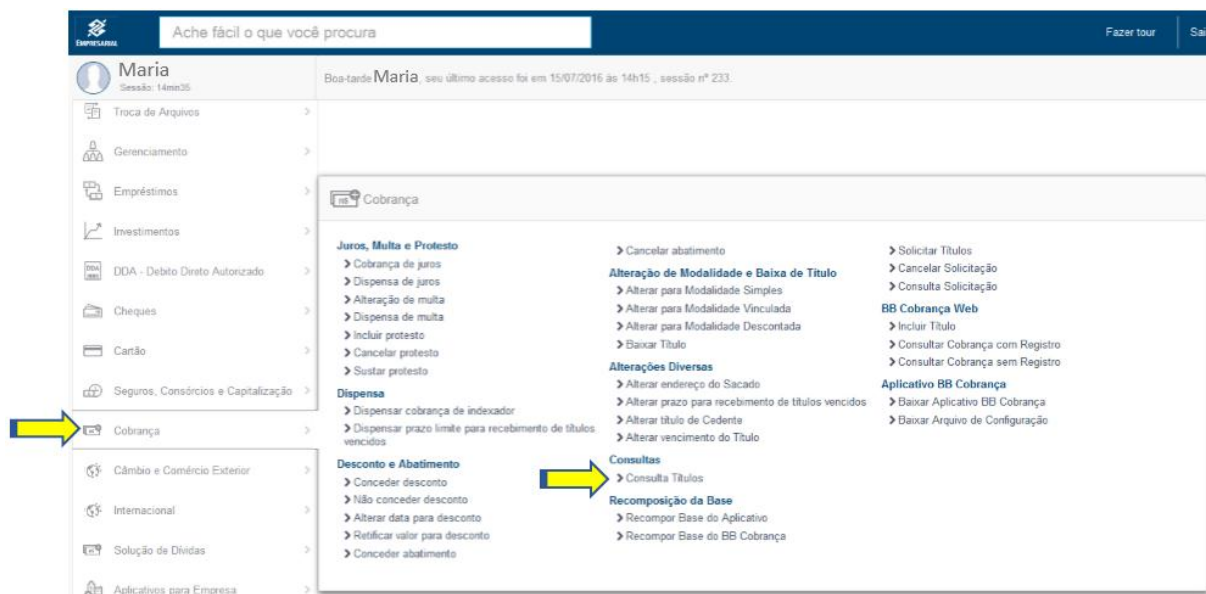 EMPRESARIAL
Ache fácil o que você procura
Fazer tour
Sai
Maria
Sessão: 14min35
Boa-tarde Maria, seu último acesso foi em 15/07/2016 às 14h15 , sessão nº 233.
Troca de Arquivos
Gerenciamento
Empréstimos
Investimentos
DDA - Debito Direto Autorizado
Cheques
Cartão
Seguros, Consórcios e Capitalização
Cobrança
Câmbio e Comércio Exterior
Internacional
Solução de Dívidas
Aplicativos para Empresa
Cobrança
Juros, Multa e Protesto
Cobrança de juros
Dispensa de juros
Alteração de multa
Dispensa de multa
Incluir protesto
Cancelar protesto
Sustar protesto
Dispensa
Dispensar cobrança de indexador
Dispensar prazo limite para recebimento de títulos
vencidos
Desconto e Abatimento
Conceder desconto
Não conceder desconto
Alterar data para desconto
Retificar valor para desconto
Conceder abatimento
Cancelar abatimento
Alteração de Modalidade e Baixa de Título
Alterar para Modalidade Simples
Alterar para Modalidade Vinculada
Alterar para Modalidade Descontada
Baixar Título
Alterações Diversas
Alterar endereço do Sacado
Alterar prazo para recebimento de títulos vencidos
Alterar título de Cedente
Alterar vencimento do Título
Consultas
Consulta Títulos
Recomposição da Base
Recompor Base do Aplicativo
Recompor Base do BB Cobrança
Solicitar Títulos
Cancelar Solicitação
Consulta Solicitação
BB Cobrança Web
Incluir Título
Consultar Cobrança com Registro
Consultar Cobrança sem Registro
Aplicativo BB Cobrança
Baixar Aplicativo BB Cobrança
Baixar Arquivo de Configuração